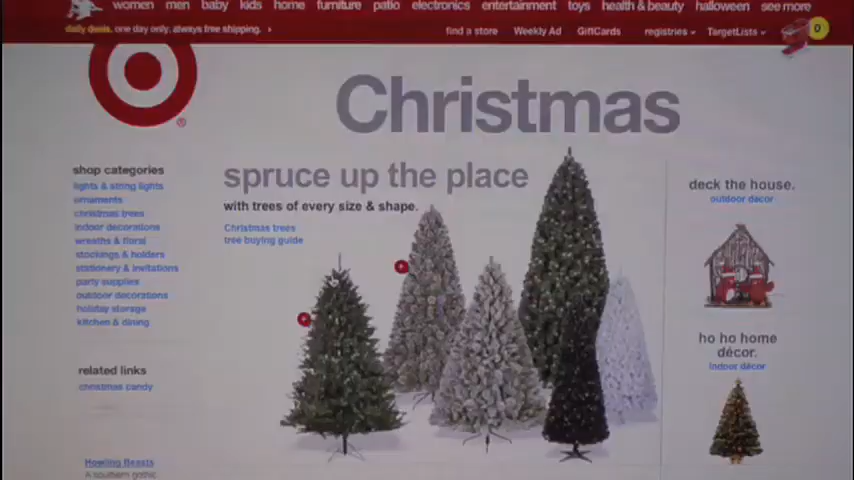 women men baby kids home furniture patio electronics entertainment toys health & beauty halloween see more
daily deals. one day only. always free shipping. ›
find a store Weekly Ad GiftCards registries TargetLists 0
Christmas
shop categories
lights & string lights
ornaments
christmas trees
indoor decorations
wreaths & floral
stockings & holders
stationery & invitations
party supplies
outdoor decorations
holiday storage
kitchen & dining
related links
christmas candy
Howling Beasts
A southern gothic
spruce up the place
with trees of every size & shape.
Christmas trees
tree buying guide
deck the house.
outdoor décor
ho ho home
décor.
indoor décor